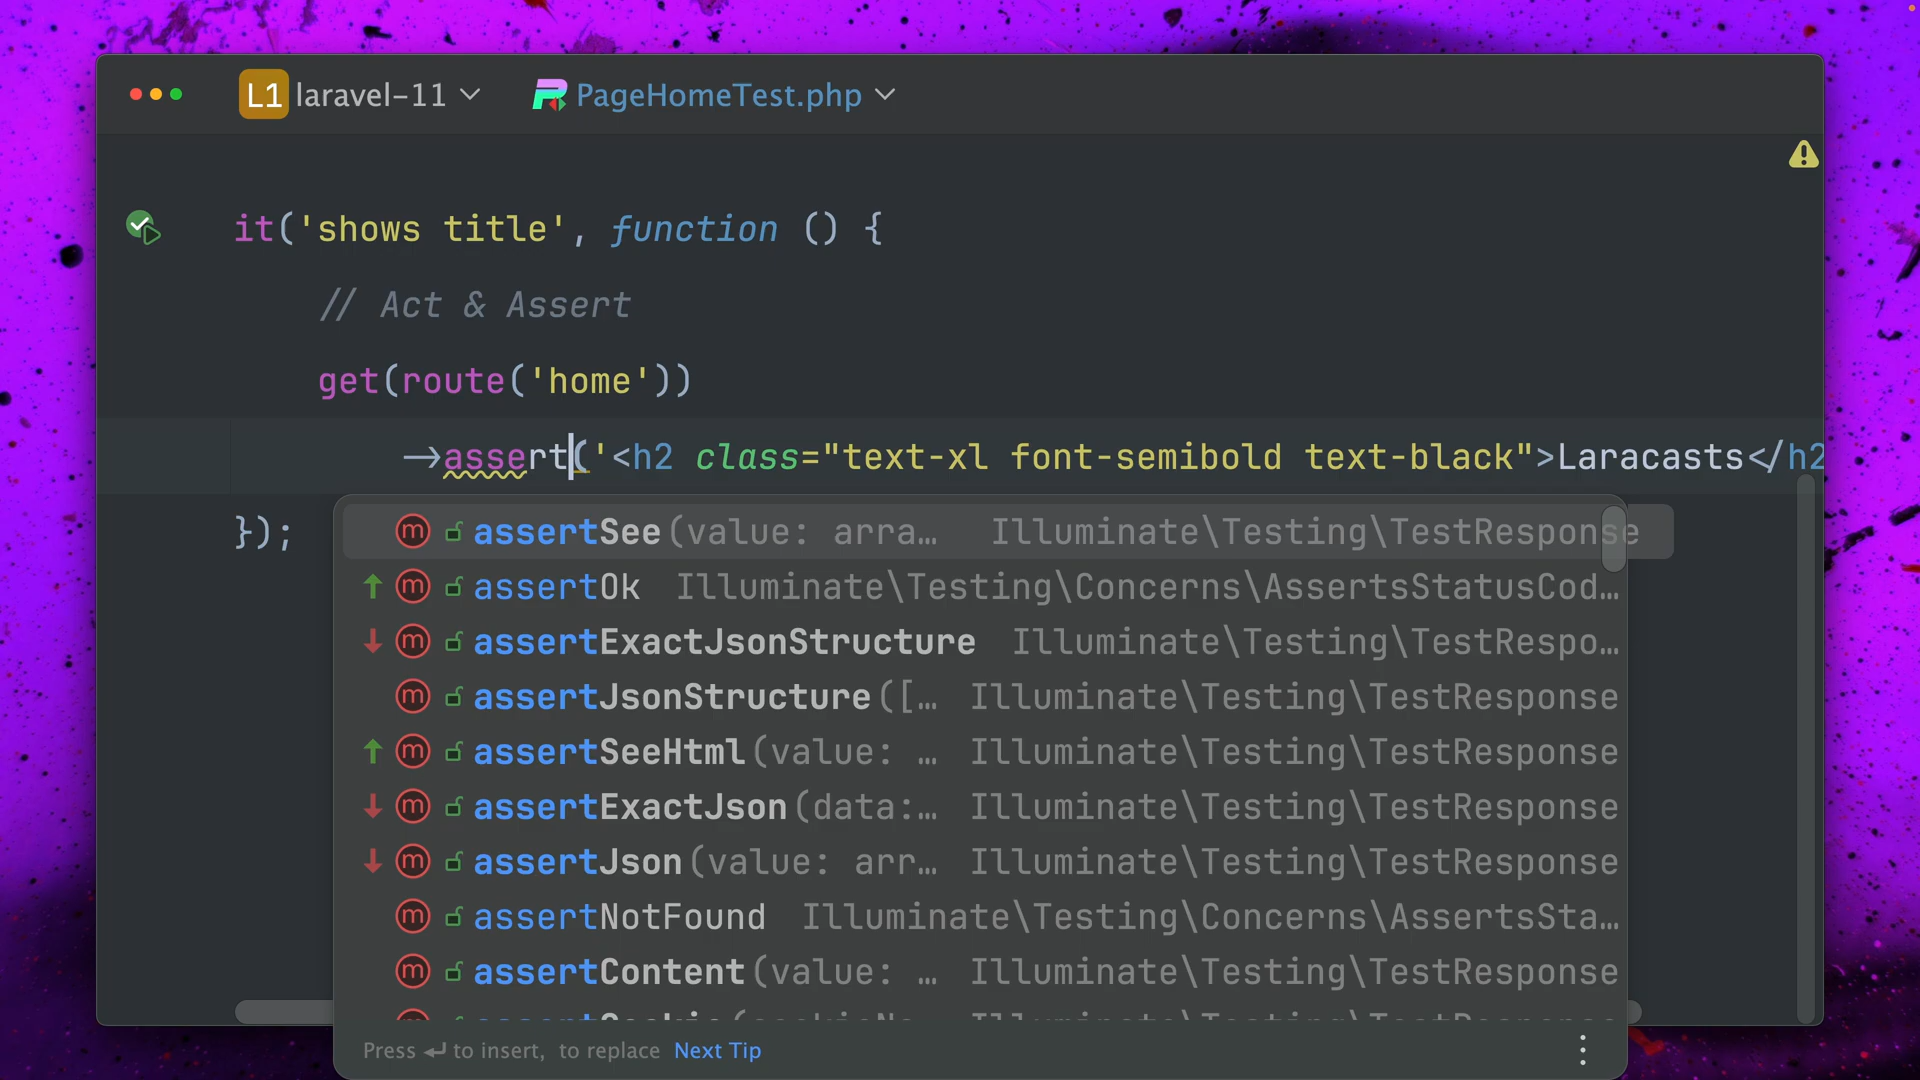 L1 laravel-11 PageHomeTest.php
it('shows title', function () {
// Act & Assert
get(route('home'))
->assert('<h2 class="text-xl font-semibold text-black">Laracasts</h2
});
assertSee(value: arra… Illuminate\Testing\TestResponse
assertOk Illuminate\Testing\Concerns\AssertsStatusCod…
assertExactJsonStructure Illuminate\Testing\TestRespo…
assertJsonStructure([… Illuminate\Testing\TestResponse
assertSeeHtml(value: … Illuminate\Testing\TestResponse
assertExactJson(data:… Illuminate\Testing\TestResponse
assertJson(value: arr… Illuminate\Testing\TestResponse
assertNotFound Illuminate\Testing\Concerns\AssertsSta…
assertContent(value: … Illuminate\Testing\TestResponse
Press ↵ to insert, to replace Next Tip